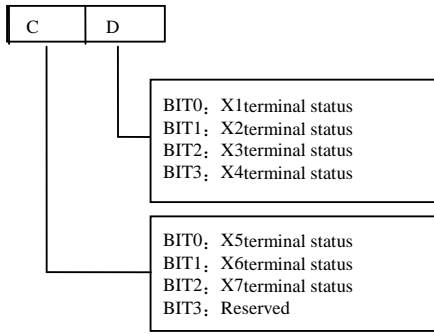 C D
BIT0：X1terminal status
BIT1：X2terminal status
BIT2：X3terminal status
BIT3：X4terminal status
BIT0：X5terminal status
BIT1：X6terminal status
BIT2：X7terminal status
BIT3：Reserved